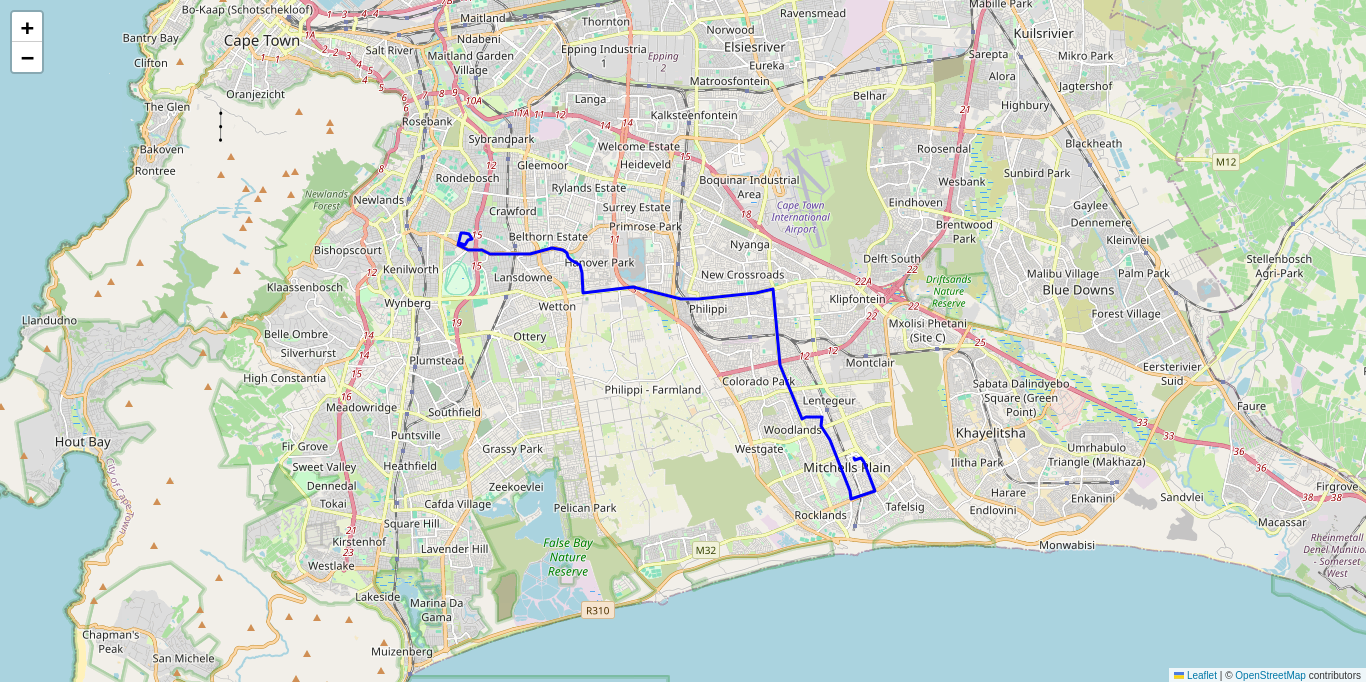 +
−
Bo-Kaap (Schotschekloof)
Bantry Bay
Clifton
Cape Town
Maitland
Ndabeni
Maitland Garden
Village
Salt River
Thornton
Epping Industria
1
Epping
2
Norwood
Elsiesriver
Eureka
Matroosfontein
Ravensmead
Mabille Park
Kuilsrivier
Sarepta
Mikro Park
Alora
Jagtershof
Highbury
Belhar
Oranjezicht
The Glen
Bakoven
Rontree
Rosebank
Langa
Kalksteenfontein
Sybrandpark
Welcome Estate
Heideveld
Gleemoor
Rondebosch
Rylands Estate
Boquinar Industrial
Area
Roosendal
Blackheath
M12
Sunbird Park
Wesbank
Newlands
Forest
Newlands
Crawford
Surrey Estate
Primrose Park
Cape Town
International
Airport
Eindhoven
Gaylee
Dennemere
Brentwood
Park
Kleinvlei
Bishopscourt
Belthorn Estate
Nyanga
Hanover Park
Kenilworth
Lansdowne
New Crossroads
Delft South
Driftsands
Nature
Reserve
Malibu Village
Blue Downs
Palm Park
Stellenbosch
Agri-Park
Klaassenbosch
Wynberg
Wetton
Philippi
Klipfontein
Forest Village
Llandudno
Belle Ombre
Silverhurst
Ottery
Mxolisi Phetani
(Site C)
High Constantia
Plumstead
Colorado Park
Montclair
Eersterivier
Suid
Philippi - Farmland
Lentegeur
Sabata Dalindyebo
Square (Green
Point)
Meadowridge
Southfield
Faure
Hout Bay
Puntsville
Woodlands
Khayelitsha
Fir Grove
Grassy Park
Westgate
Umrhabulo
Triangle (Makhaza)
Sweet Valley
Heathfield
Mitchells Plain
Ilitha Park
City of Cape Town
Dennedal
Tokai
Zeekoevlei
Harare
Enkanini
Sandvlei
Firgrove
Cafda Village
Pelican Park
Tafelsig
Endlovini
Rocklands
Macassar
Square Hill
Kirstenhof
Westlake
Lavender Hill
False Bay
Nature
Reserve
M32
Monwabisi
Rheinmetall
Denel Munitio
- Somerset
West
Lakeside
Marina Da
Gama
R310
Chapman's
Peak
San Michele
Muizenberg
Leaflet | © OpenStreetMap contributors